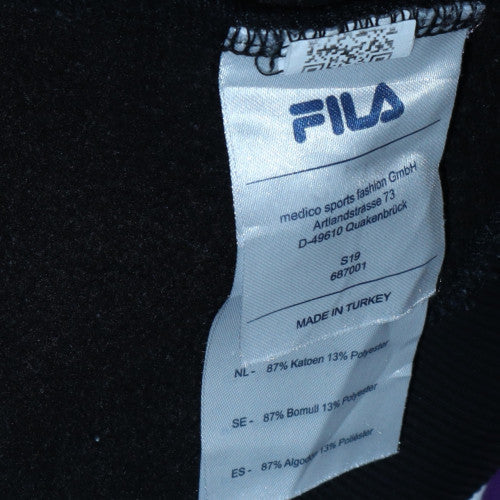 FILA
medico sports fashion GmbH
Artlandstrasse 73
D-49610 Quakenbrück
S19
687001
MADE IN TURKEY
NL- 87% Katoen 13% Polyester
SE- 87% Bomull 13% Polyester
ES- 87% Algodon 13% Poliéster